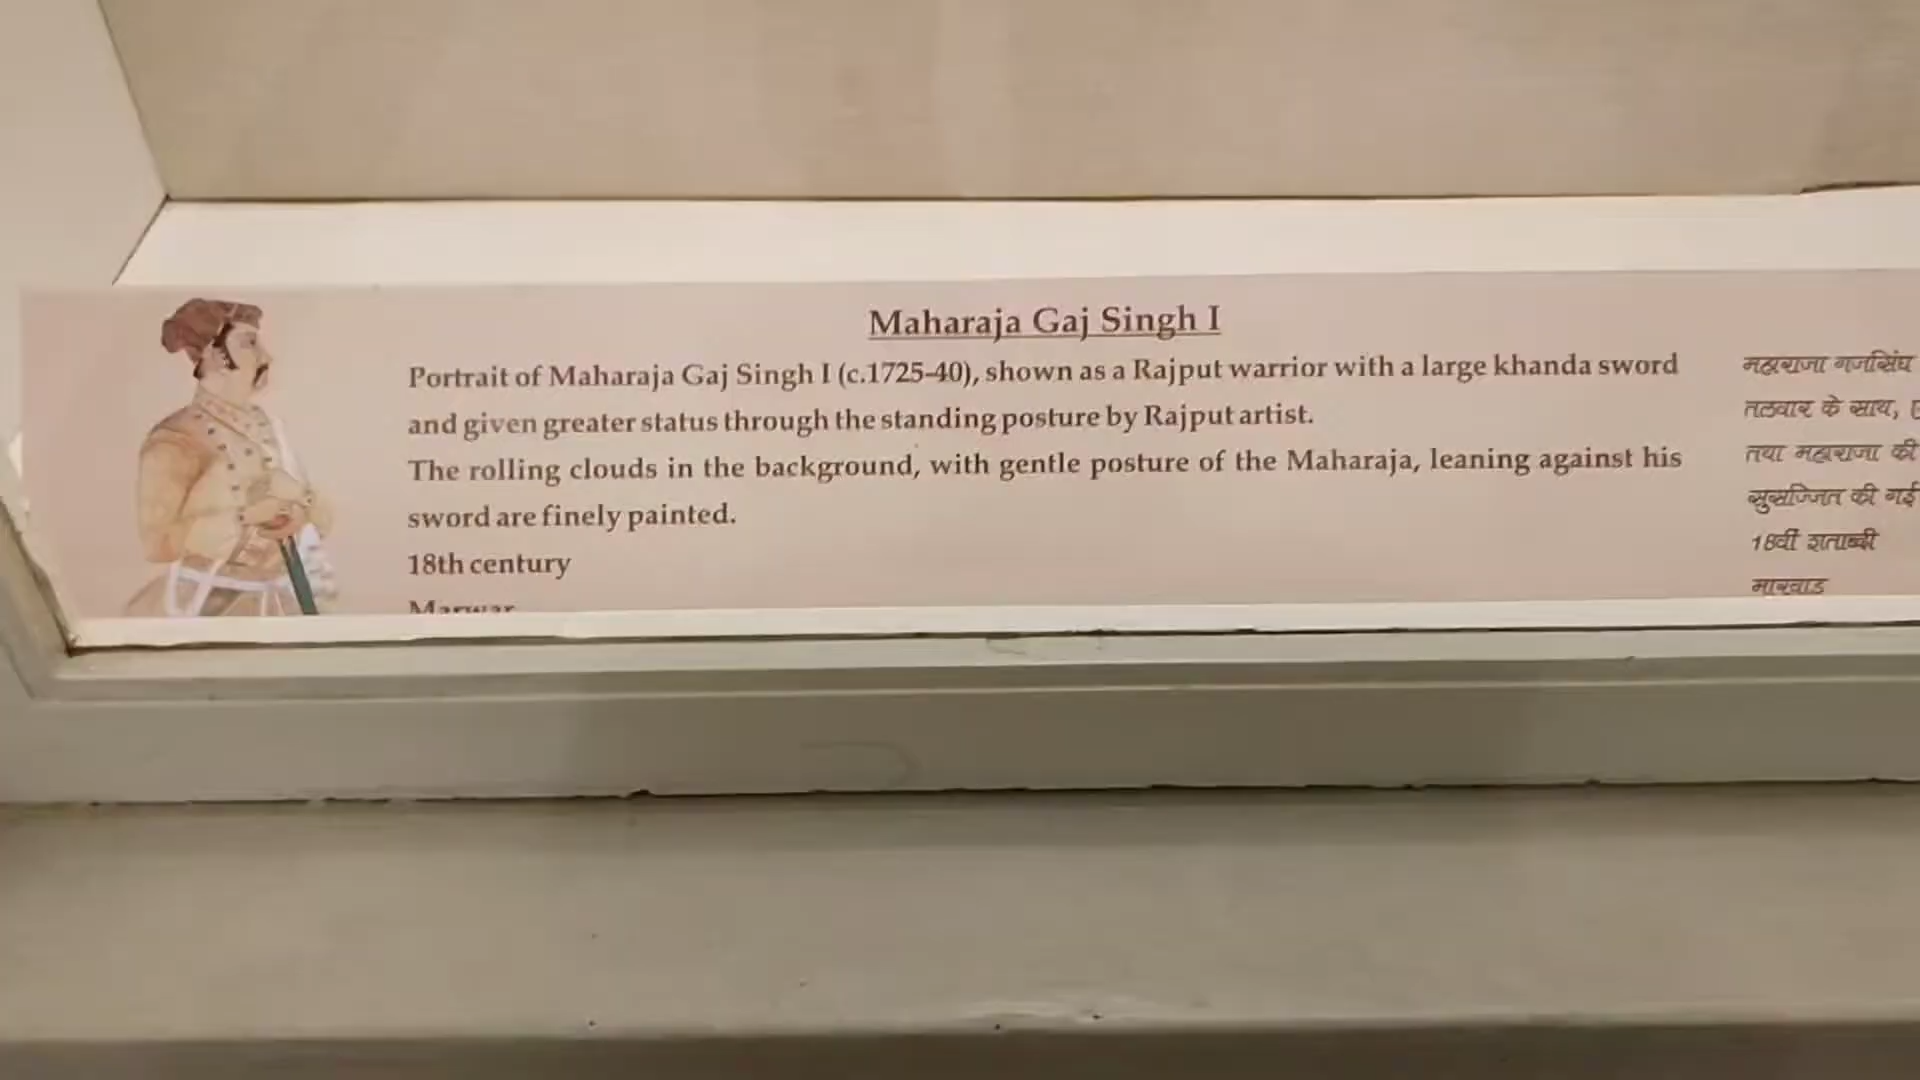 Maharaja Gaj Singh I
Portrait of Maharaja Gaj Singh I (c.1725-40), shown as a Rajput warrior with a large khanda sword
and given greater status through the standing posture by Rajput artist.
The rolling clouds in the background, with gentle posture of the Maharaja, leaning against his
sword are finely painted.
18th century
Marwar
महाराजा गजसिंघ
तलवार के साथ,
तथा महाराजा की
सुसज्जित की गई
18वीं शताब्दी
मारवाड